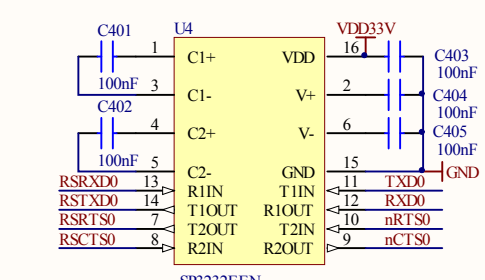 C401 U4 VDD33V
1 C1+ VDD 16 C403
100nF 100nF
3 C1- V+ 2 C404
C402 100nF
4 C2+ V- 6 C405
100nF 100nF
5 C2- GND 15 GND
RSRXD0 13 R1IN T1IN 11 TXD0
RSTXD0 14 T1OUT R1OUT 12 RXD0
RSRTS0 7 T2OUT T2IN 10 nRTS0
RSCTS0 8 R2IN R2OUT 9 nCTS0
SP3232EEN